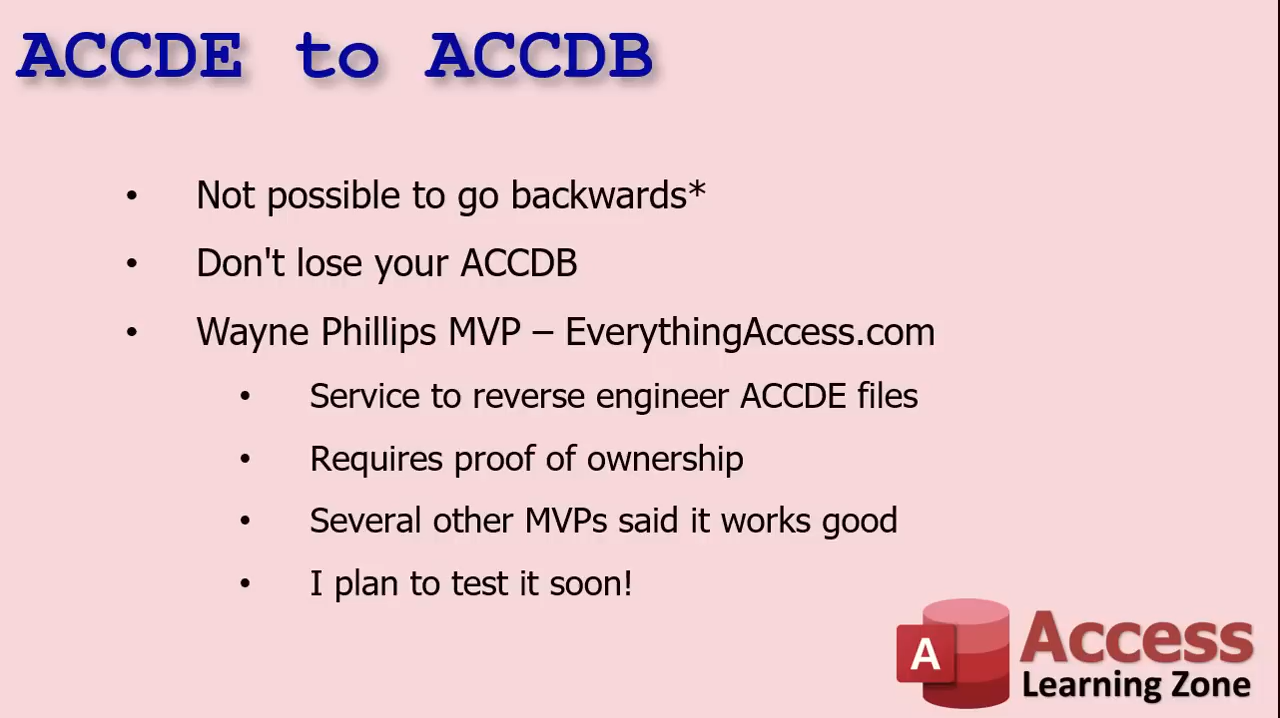 ACCDE to ACCDB
• Not possible to go backwards*
• Don't lose your ACCDB
• Wayne Phillips MVP – EverythingAccess.com
• Service to reverse engineer ACCDE files
• Requires proof of ownership
• Several other MVPs said it works good
• I plan to test it soon!
A
Access
Learning Zone